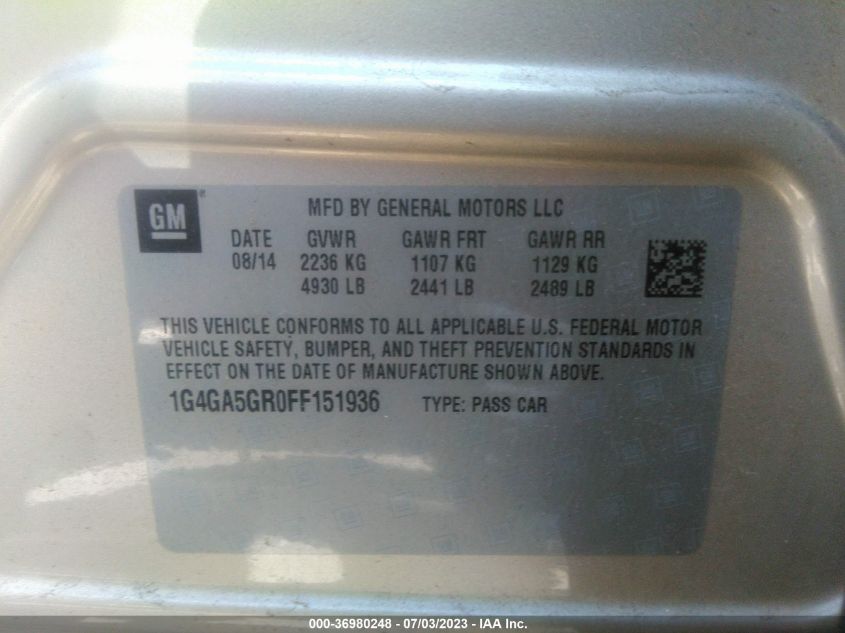 GM
®
MFD BY GENERAL MOTORS LLC
DATE GVWR GAWR FRT GAWR RR
08/14 2236 KG 1107 KG 1129 KG
4930 LB 2441 LB 2489 LB
THIS VEHICLE CONFORMS TO ALL APPLICABLE U.S. FEDERAL MOTOR
VEHICLE SAFETY, BUMPER, AND THEFT PREVENTION STANDARDS IN
EFFECT ON THE DATE OF MANUFACTURE SHOWN ABOVE.
1G4GA5GR0FF151936 TYPE: PASS CAR
000-36980248 - 07/03/2023 - IAA Inc.